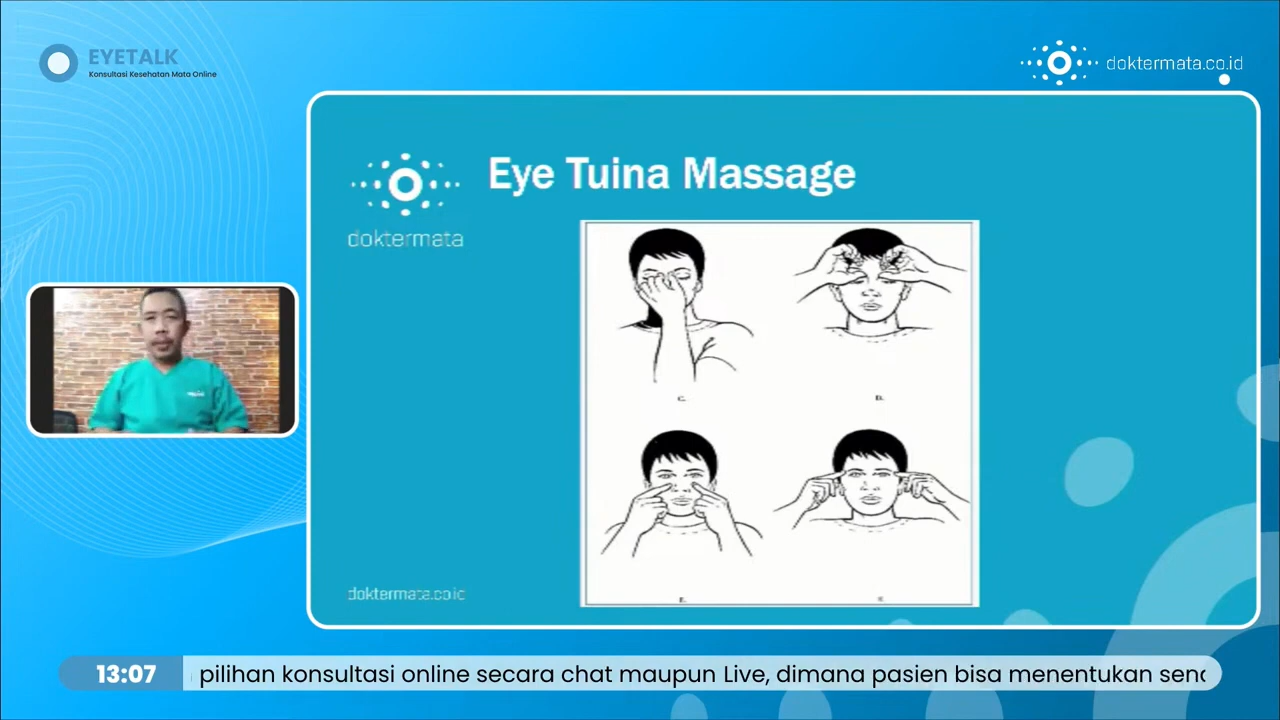 EYETALK
Konsultasi Kesehatan Mata Online
doktermata.co.id
Eye Tuina Massage
doktermata
C.
D.
E.
doktermata.co.id
13:07
pilihan konsultasi online secara chat maupun Live, dimana pasien bisa menentukan